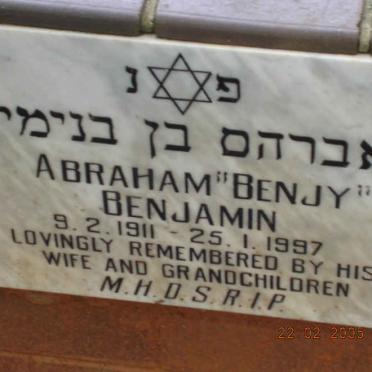 פ נ
אברהם בן בנימי
ABRAHAM "BENJY"
BENJAMIN
9. 2. 1911 - 25. 1. 1997
LOVINGLY REMEMBERED BY HIS
WIFE AND GRANDCHILDREN
M.H.D.S.R.I.P.
22 02 2005